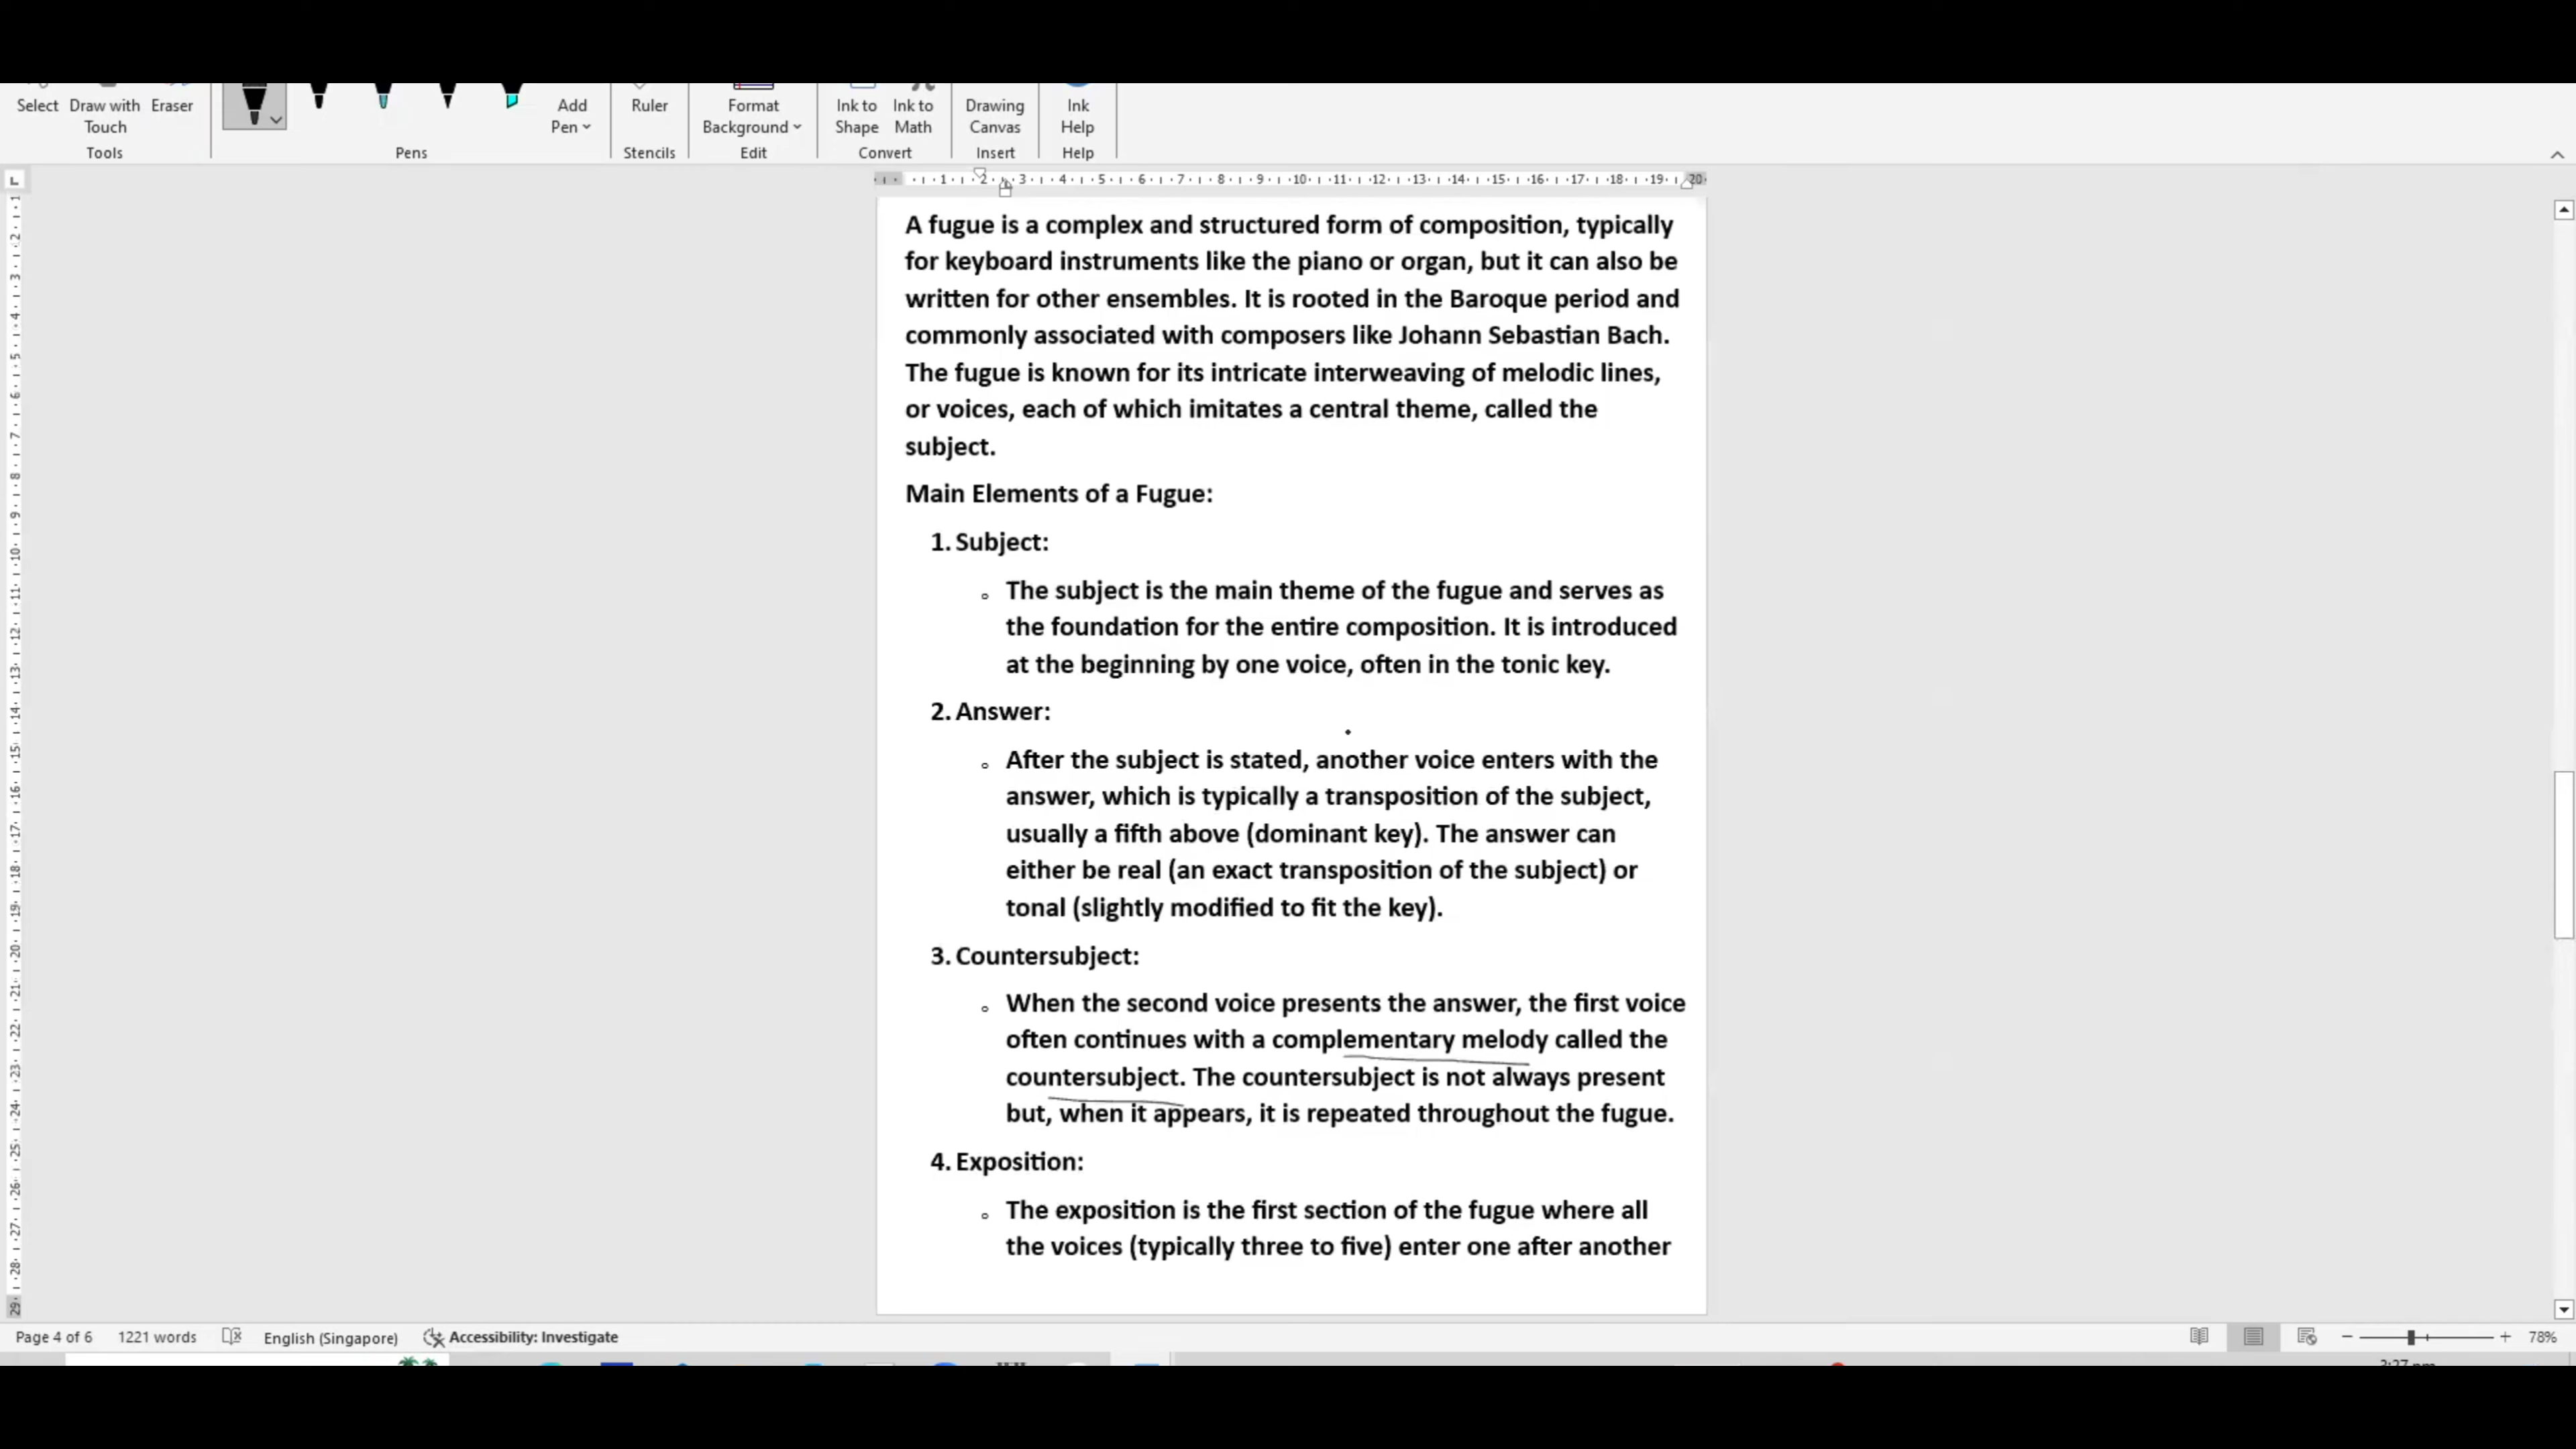 Select Draw with Touch Eraser Add Pen Ruler Format Background Ink to Shape Ink to Math Drawing Canvas Ink Help
Tools Pens Stencils Edit Convert Insert Help
A fugue is a complex and structured form of composition, typically
for keyboard instruments like the piano or organ, but it can also be
written for other ensembles. It is rooted in the Baroque period and
commonly associated with composers like Johann Sebastian Bach.
The fugue is known for its intricate interweaving of melodic lines,
or voices, each of which imitates a central theme, called the
subject.
Main Elements of a Fugue:
1. Subject:
The subject is the main theme of the fugue and serves as
the foundation for the entire composition. It is introduced
at the beginning by one voice, often in the tonic key.
2. Answer:
After the subject is stated, another voice enters with the
answer, which is typically a transposition of the subject,
usually a fifth above (dominant key). The answer can
either be real (an exact transposition of the subject) or
tonal (slightly modified to fit the key).
3. Countersubject:
When the second voice presents the answer, the first voice
often continues with a complementary melody called the
countersubject. The countersubject is not always present
but, when it appears, it is repeated throughout the fugue.
4. Exposition:
The exposition is the first section of the fugue where all
the voices (typically three to five) enter one after another
Page 4 of 6 1221 words English (Singapore) Accessibility: Investigate 78%